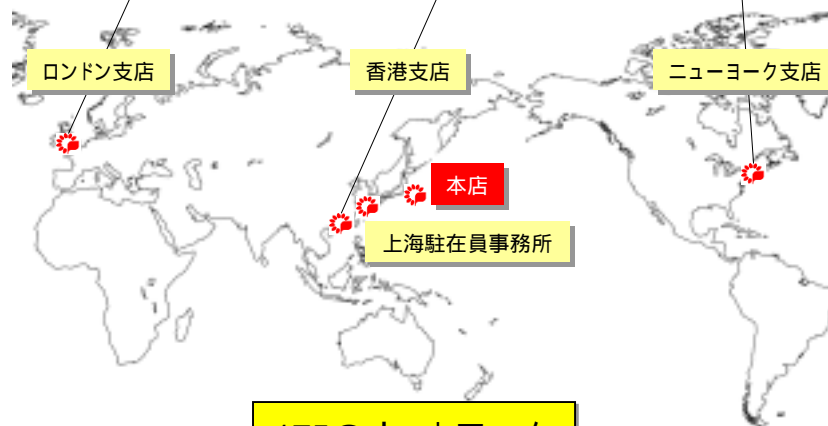 ロンドン支店
香港支店
ニューヨーク支店
本店
上海駐在員事務所